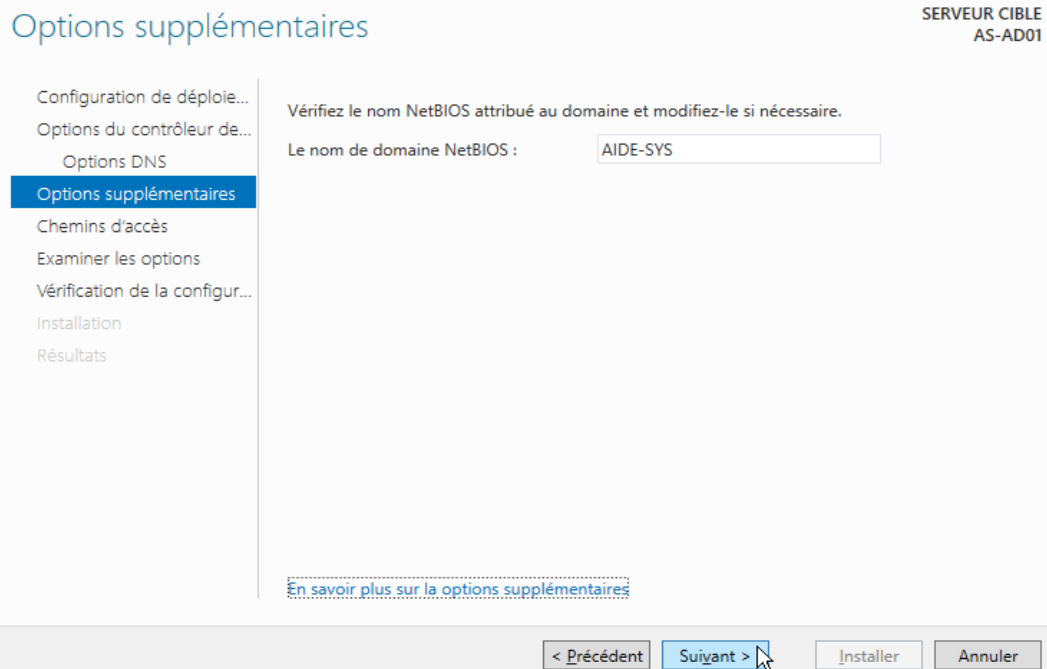 Options supplémentaires
SERVEUR CIBLE
AS-AD01
Configuration de déploie...
Options du contrôleur de...
Options DNS
Options supplémentaires
Chemins d’accès
Examiner les options
Vérification de la configur...
Installation
Résultats
Vérifiez le nom NetBIOS attribué au domaine et modifiez-le si nécessaire.
Le nom de domaine NetBIOS : AIDE-SYS
En savoir plus sur la options supplémentaires
< Précédent Suivant > Installer Annuler